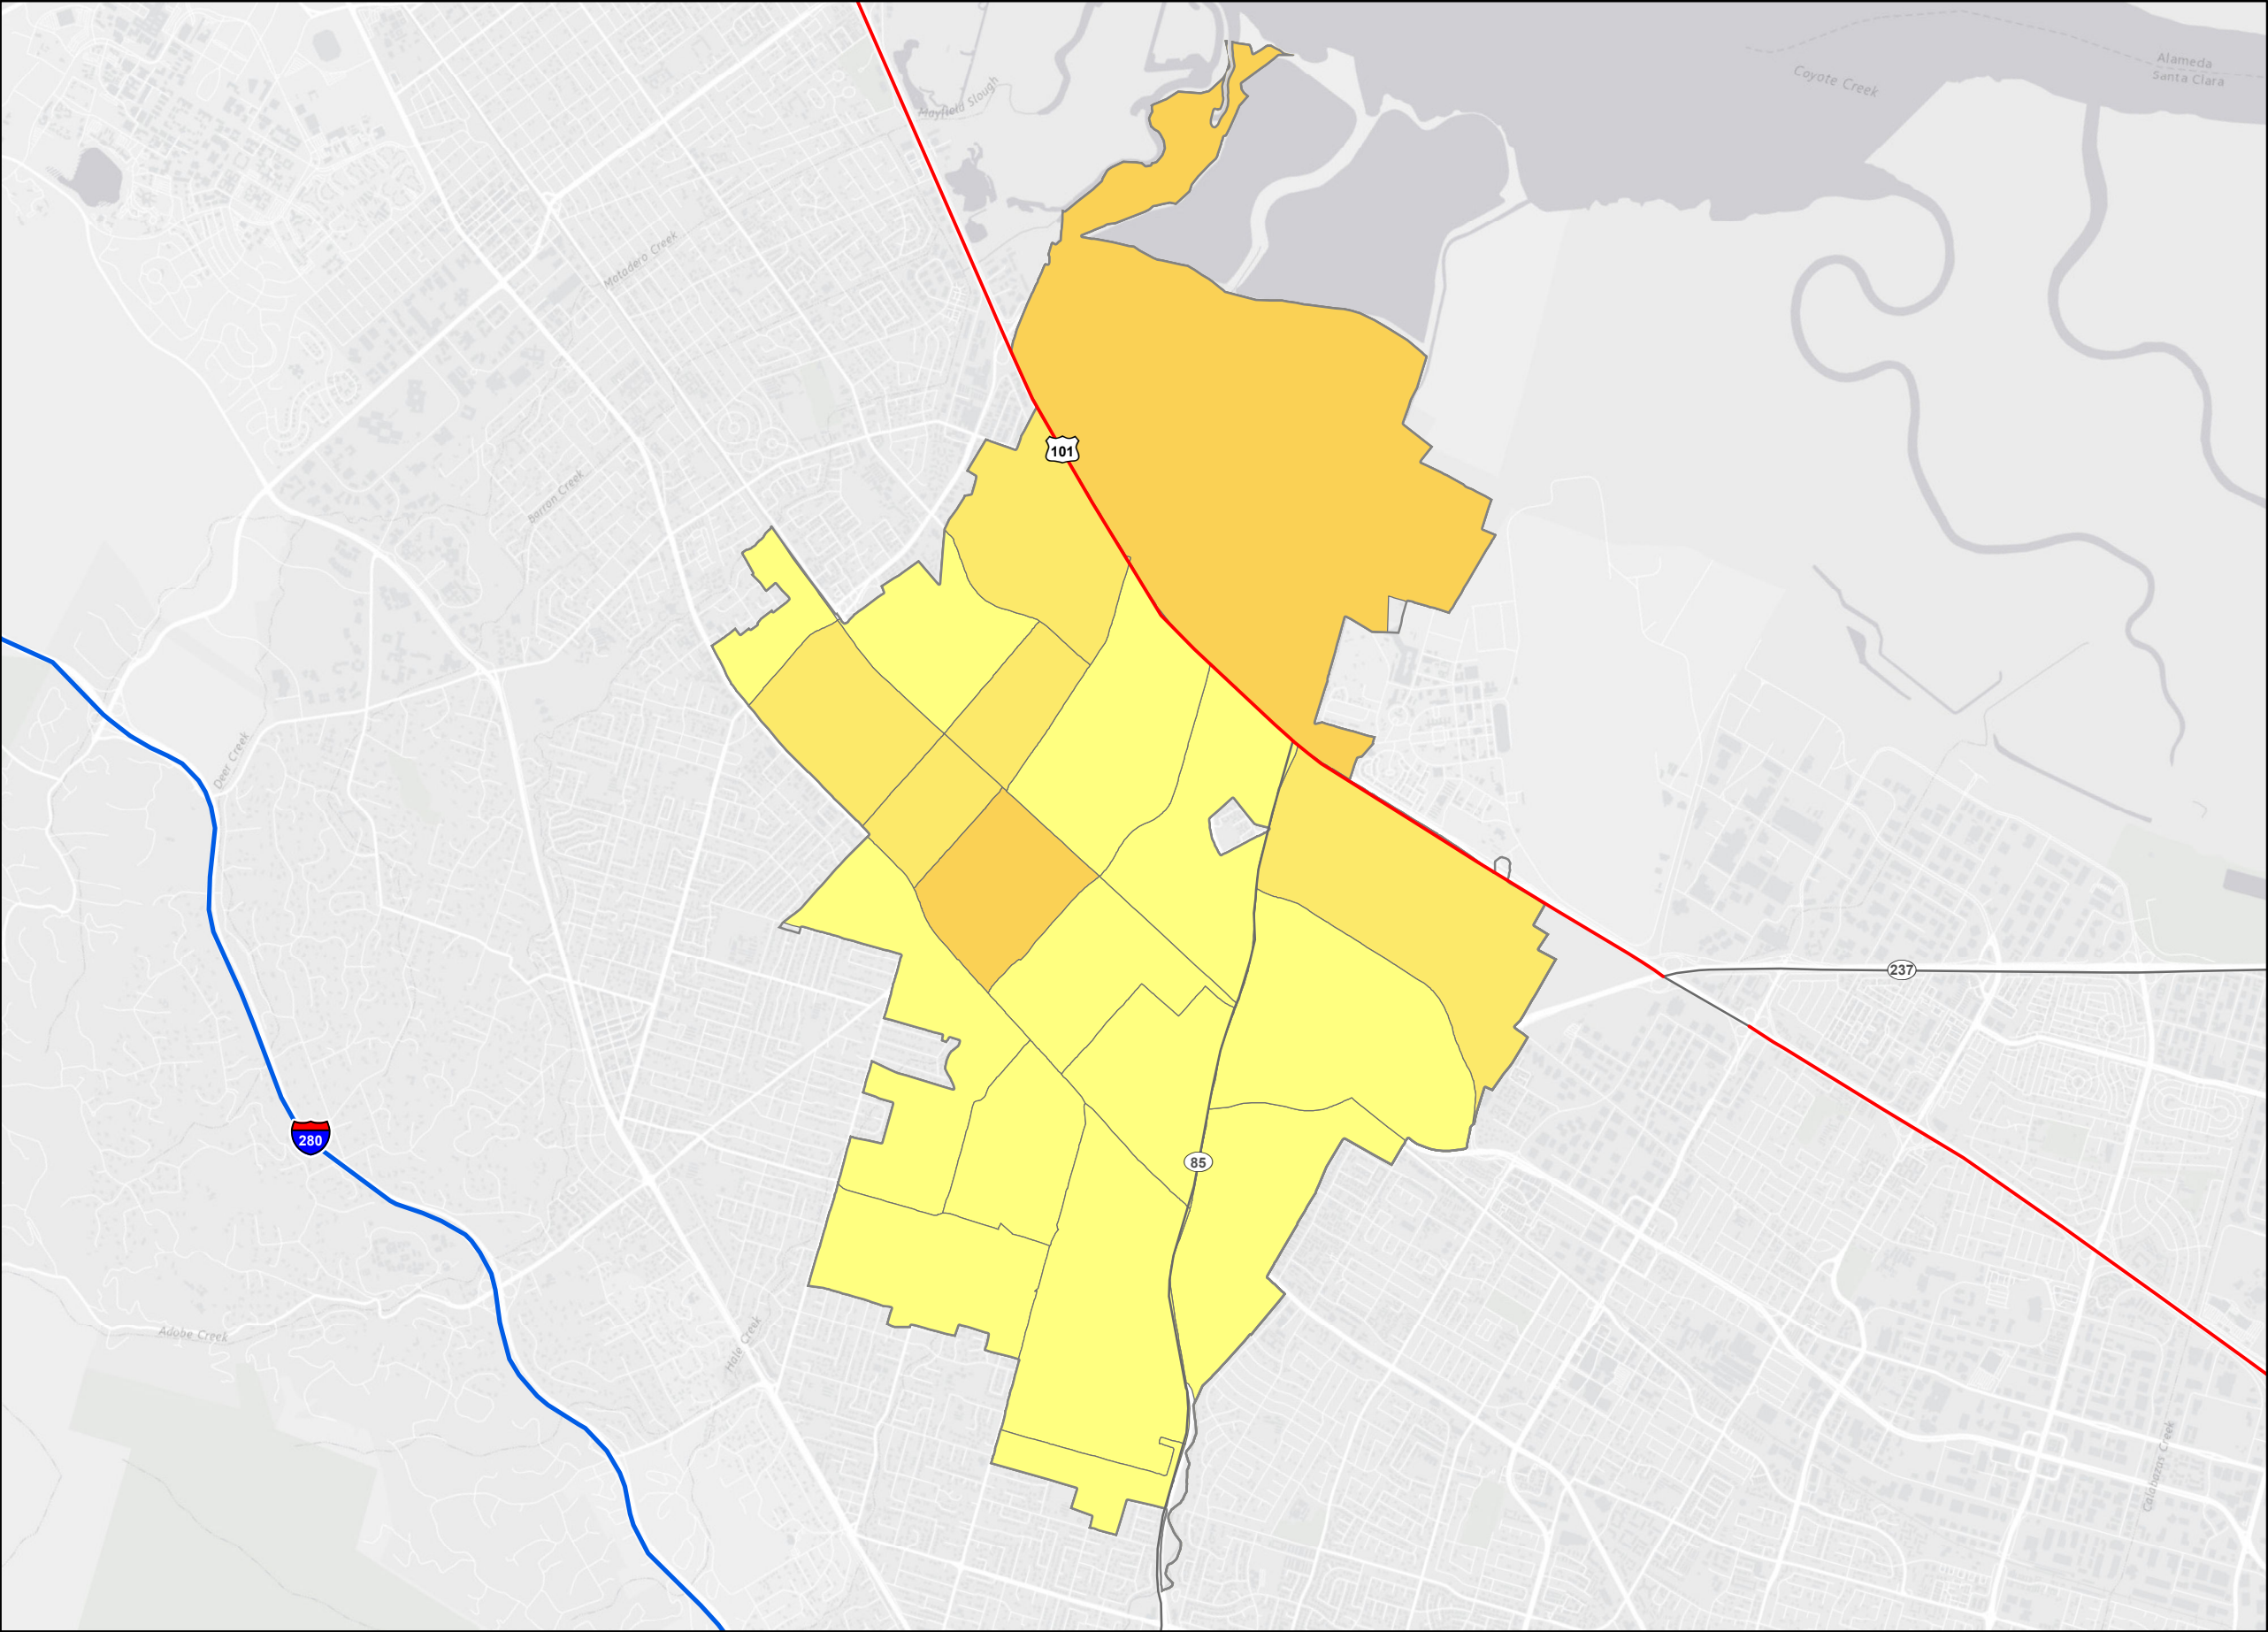 Alameda
Santa Clara
Coyote Creek
Mayfield Slough
Matadero Creek
101
Barron Creek
Deer Creek
237
280
85
Adobe Creek
Hale Creek
Calabazas Creek